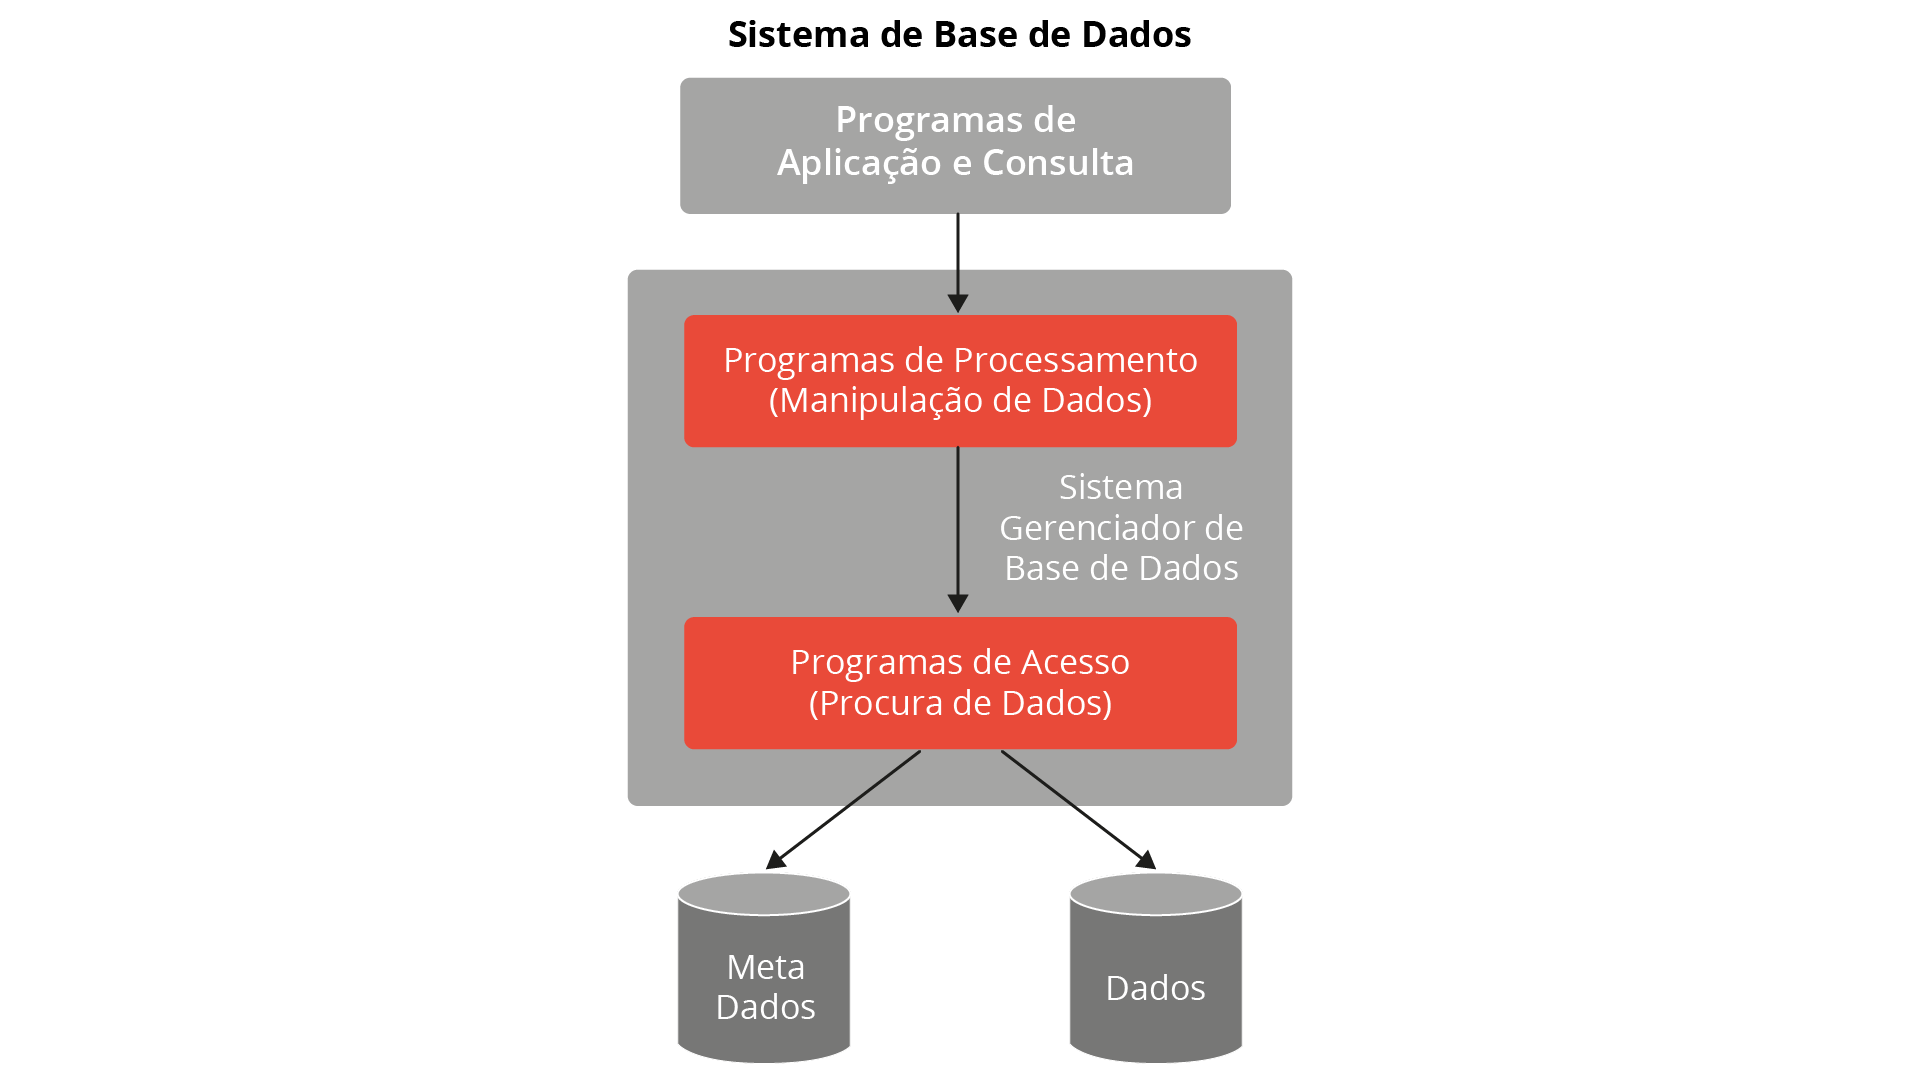 Sistema de Base de Dados
Programas de
Aplicação e Consulta
Programas de Processamento
(Manipulação de Dados)
Sistema
Gerenciador de
Base de Dados
Programas de Acesso
(Procura de Dados)
Meta
Dados
Dados